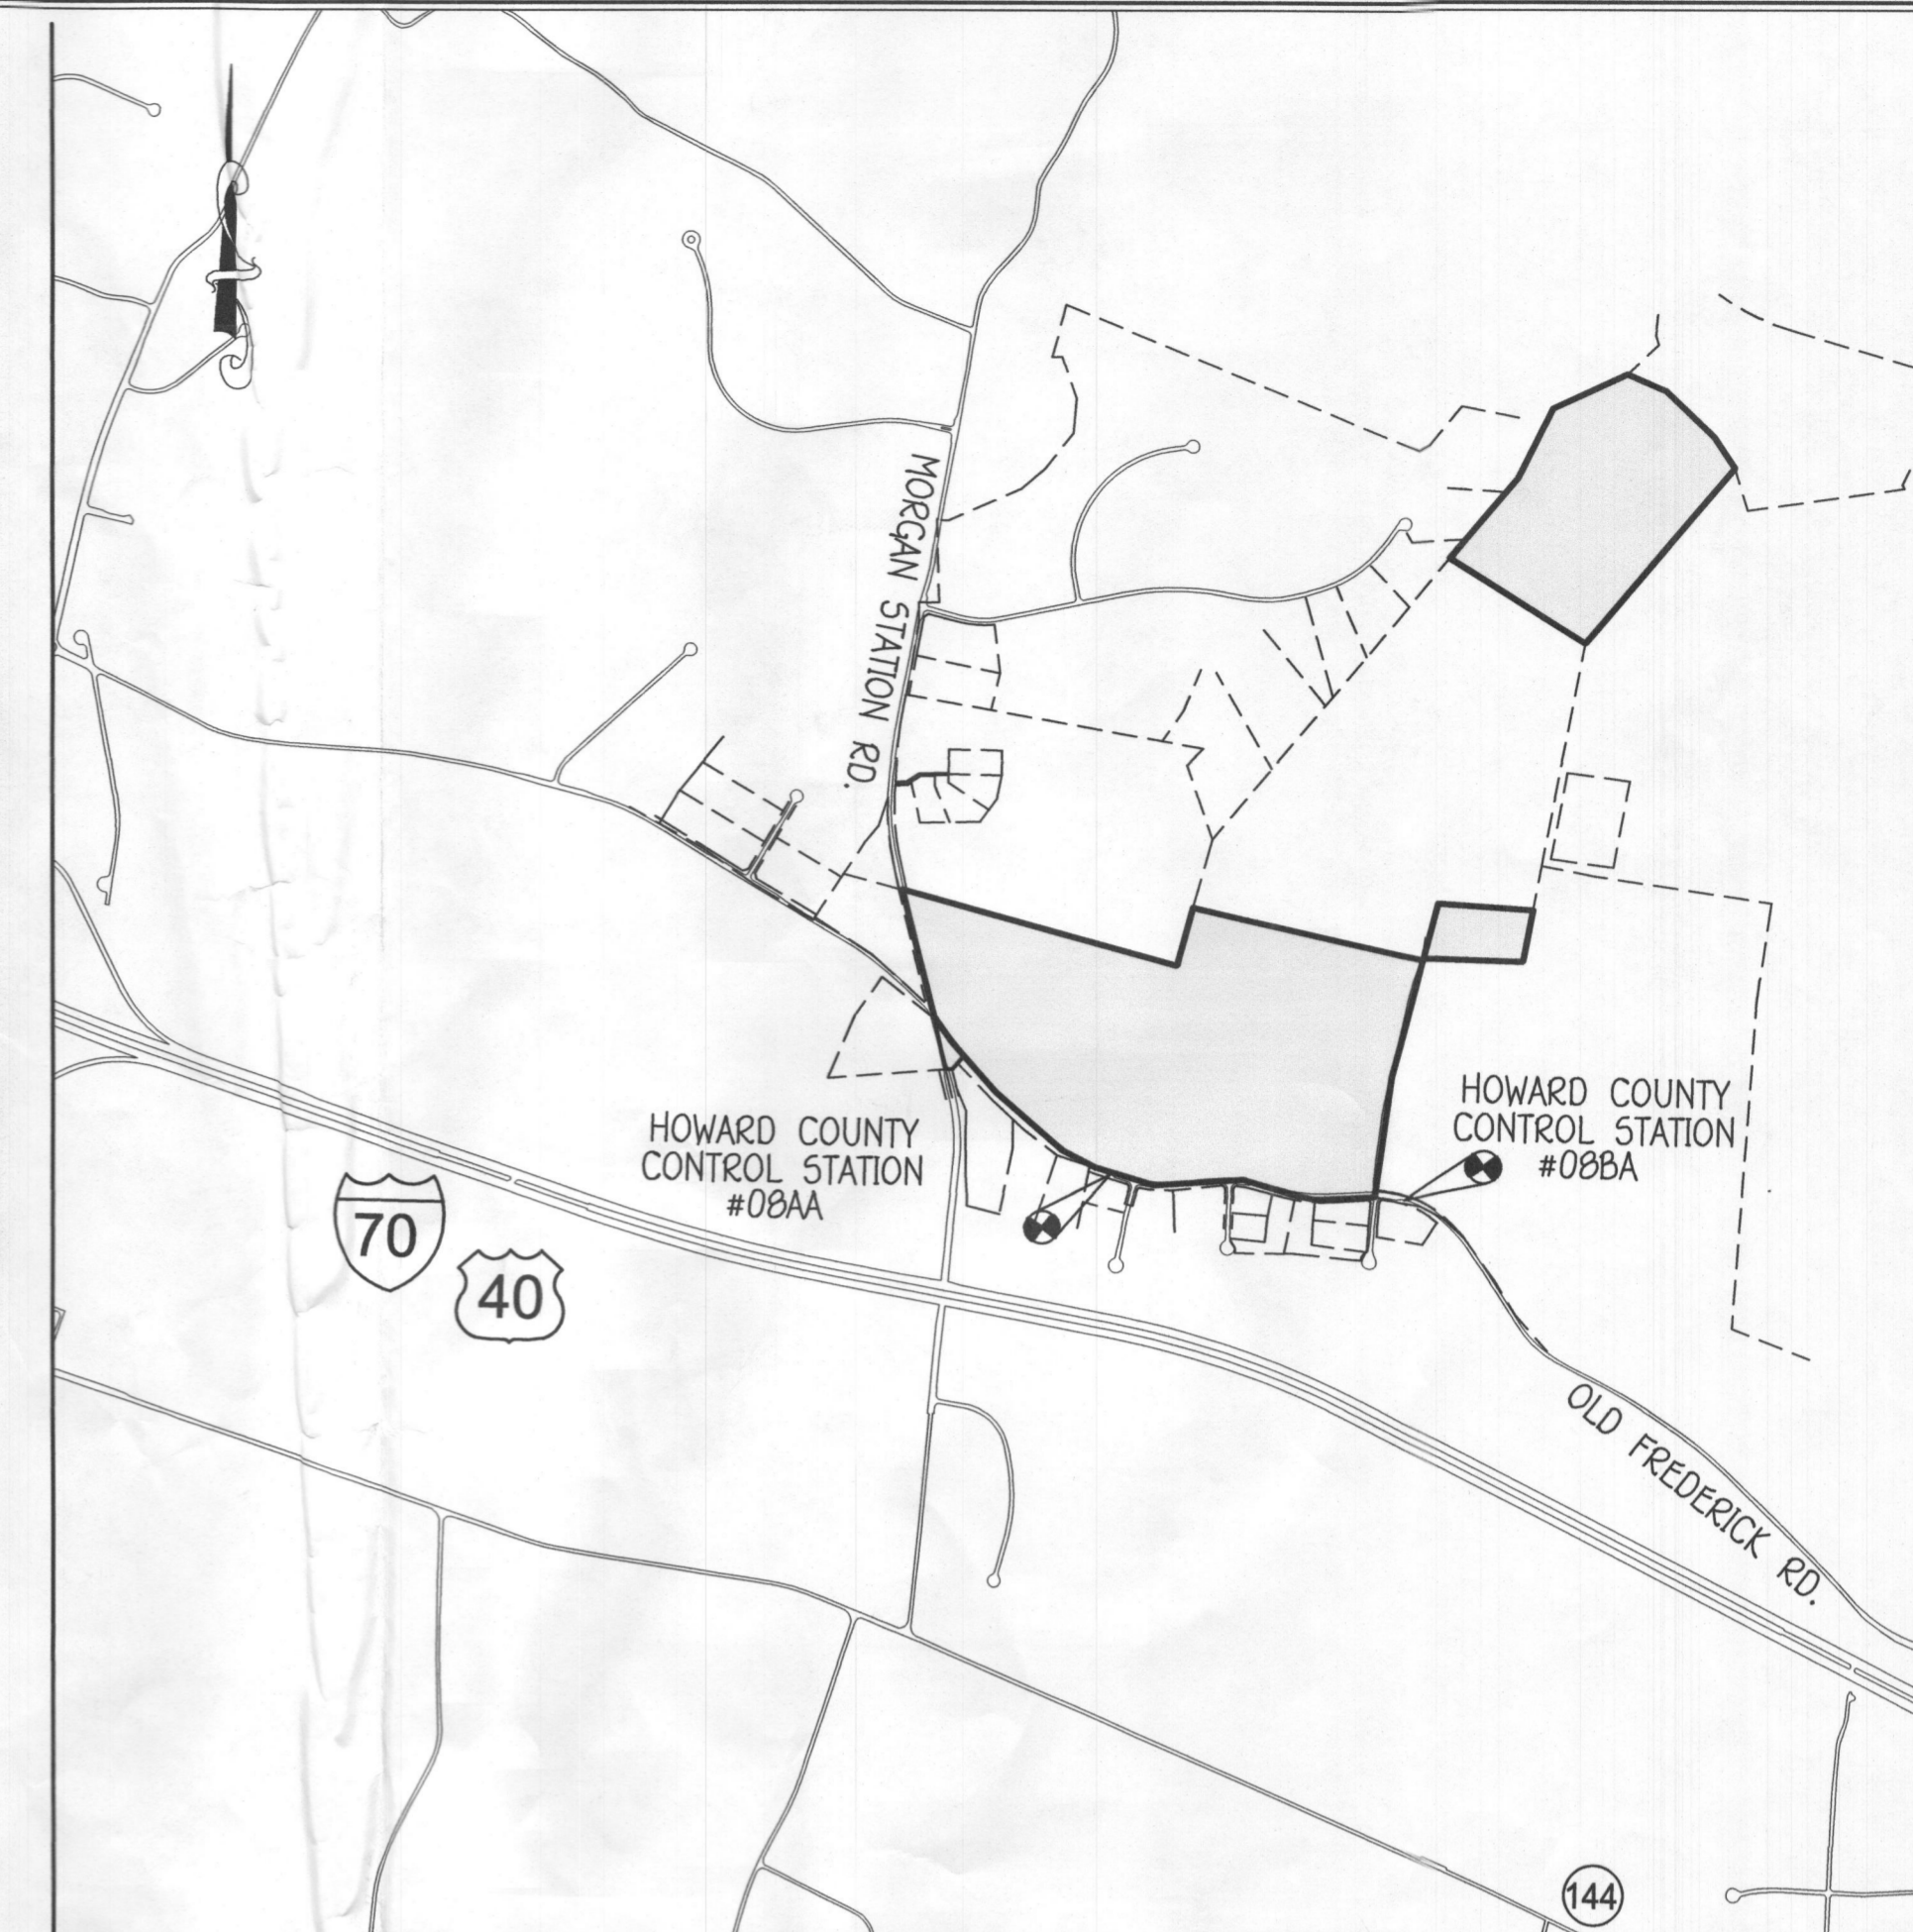 MORGAN STATION RD.
HOWARD COUNTY
CONTROL STATION
#08BA
HOWARD COUNTY
CONTROL STATION
#08AA
70
40
OLD FREDERICK RD.
144